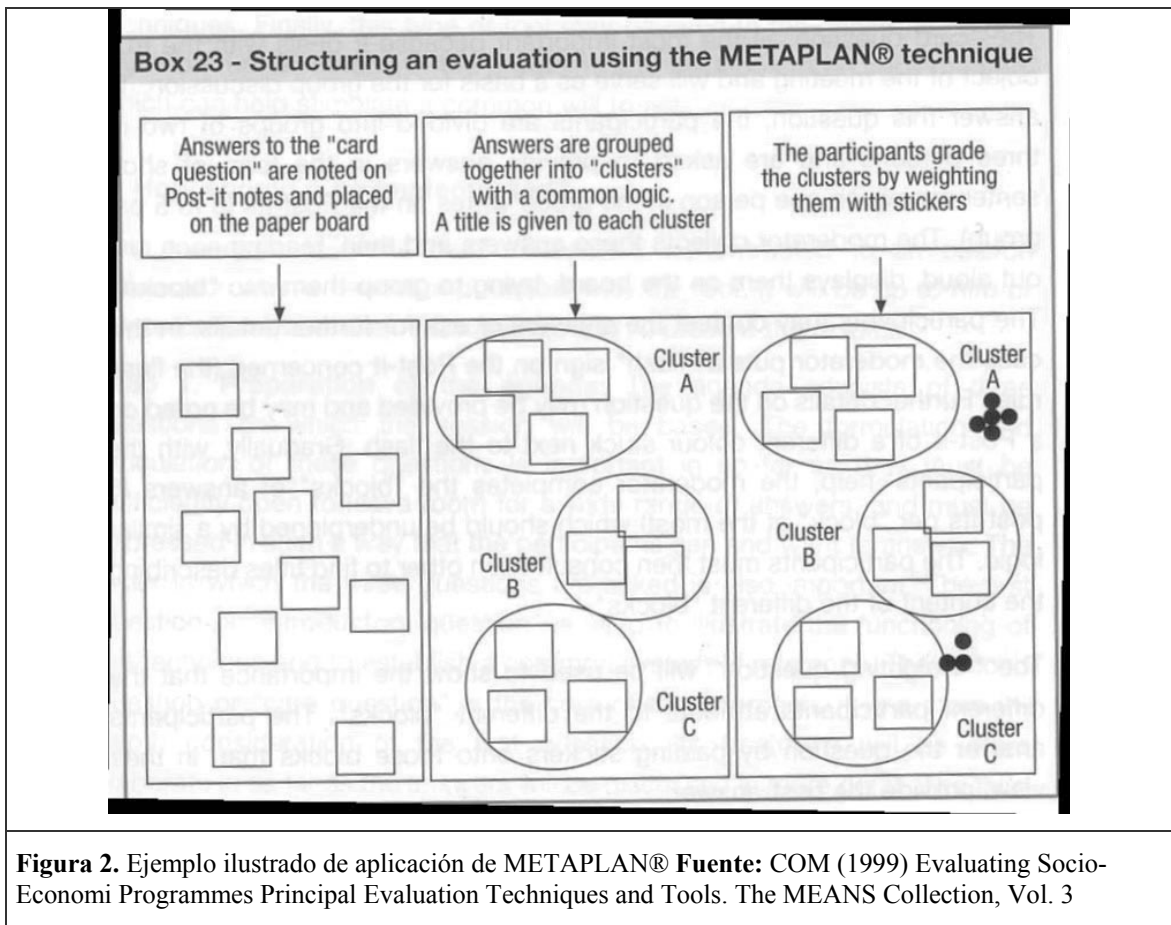 Box 23 - Structuring an evaluation using the METAPLAN® technique
Answers to the "card
question" are noted on
Post-it notes and placed
on the paper board
Answers are grouped
together into "clusters"
with a common logic.
A title is given to each cluster
The participants grade
the clusters by weighting
them with stickers
Cluster
A
Cluster
B
Cluster
C
Cluster
A
Cluster
B
Cluster
C
Figura 2. Ejemplo ilustrado de aplicación de METAPLAN® Fuente: COM (1999) Evaluating Socio-
Economi Programmes Principal Evaluation Techniques and Tools. The MEANS Collection, Vol. 3